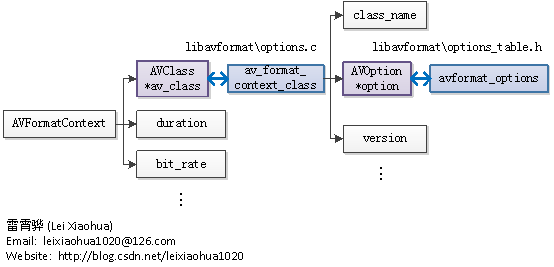 class_name
libavformat\options.c
libavformat\options_table.h
AVClass
*av_class
av_format_
context_class
AVOption
*option
avformat_options
AVFormatContext
duration
version
bit_rate
⋮
⋮
雷霄骅 (Lei Xiaohua)
Email: leixiaohua1020@126.com
Website: http://blog.csdn.net/leixiaohua1020